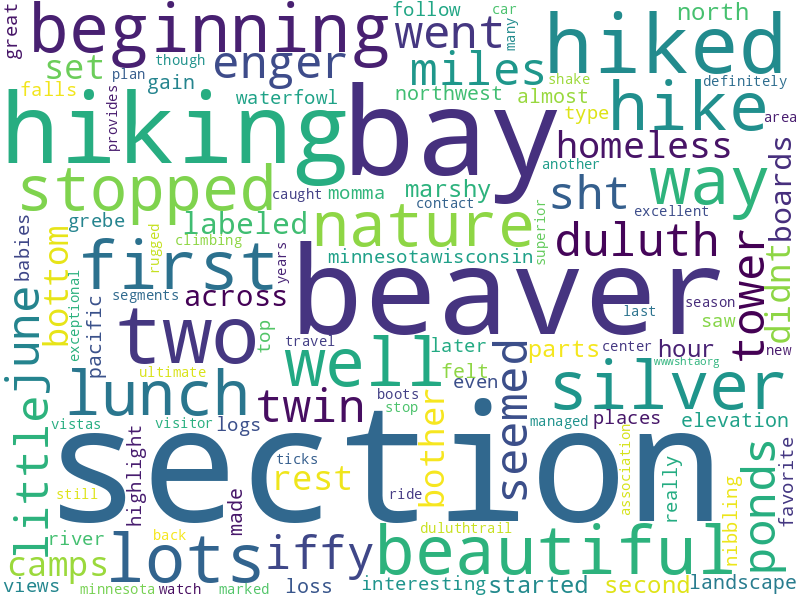 great
beginning
follow
car
went
many
hiked
north
set
though
plan
gain
enger
miles
shake
definitely
falls
waterfowl
northwest
almost
type
hike
area
provides
hiking
bay
homeless
another
stopped
caught
momma
marshy
contact
sht
way
excellent
boards
grebe
labeled
nature
superior
duluth
babies
climbing
rugged
minnesotawisconsin
tower
didnt
bottom
first
years
beaver
exceptional
pacific
segments
across
season
june
two
top
travel
last
saw
well
later
parts
center
hour
new
ultimate
felt
wwwshtaorg
lunch
twin
even
boots
stop
silver
little
vistas
visitor
logs
seemed
bother
managed
places
elevation
section
highlight
ticks
association
really
favorite
still
made
rest
ride
nibbling
ponds
river
back
duluthtrail
camps
lots
iffy
beautiful
views
minnesota
watch
marked
loss
interesting
started
second
landscape